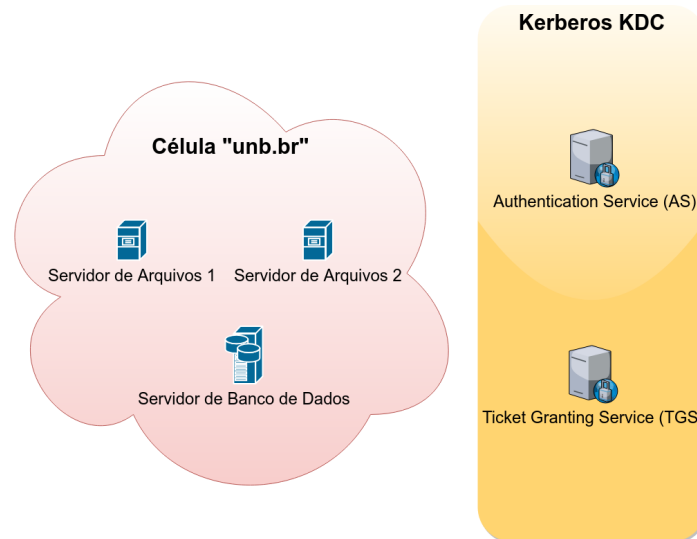 Kerberos KDC
Célula "unb.br"
Authentication Service (AS)
Servidor de Arquivos 1
Servidor de Arquivos 2
Servidor de Banco de Dados
Ticket Granting Service (TGS